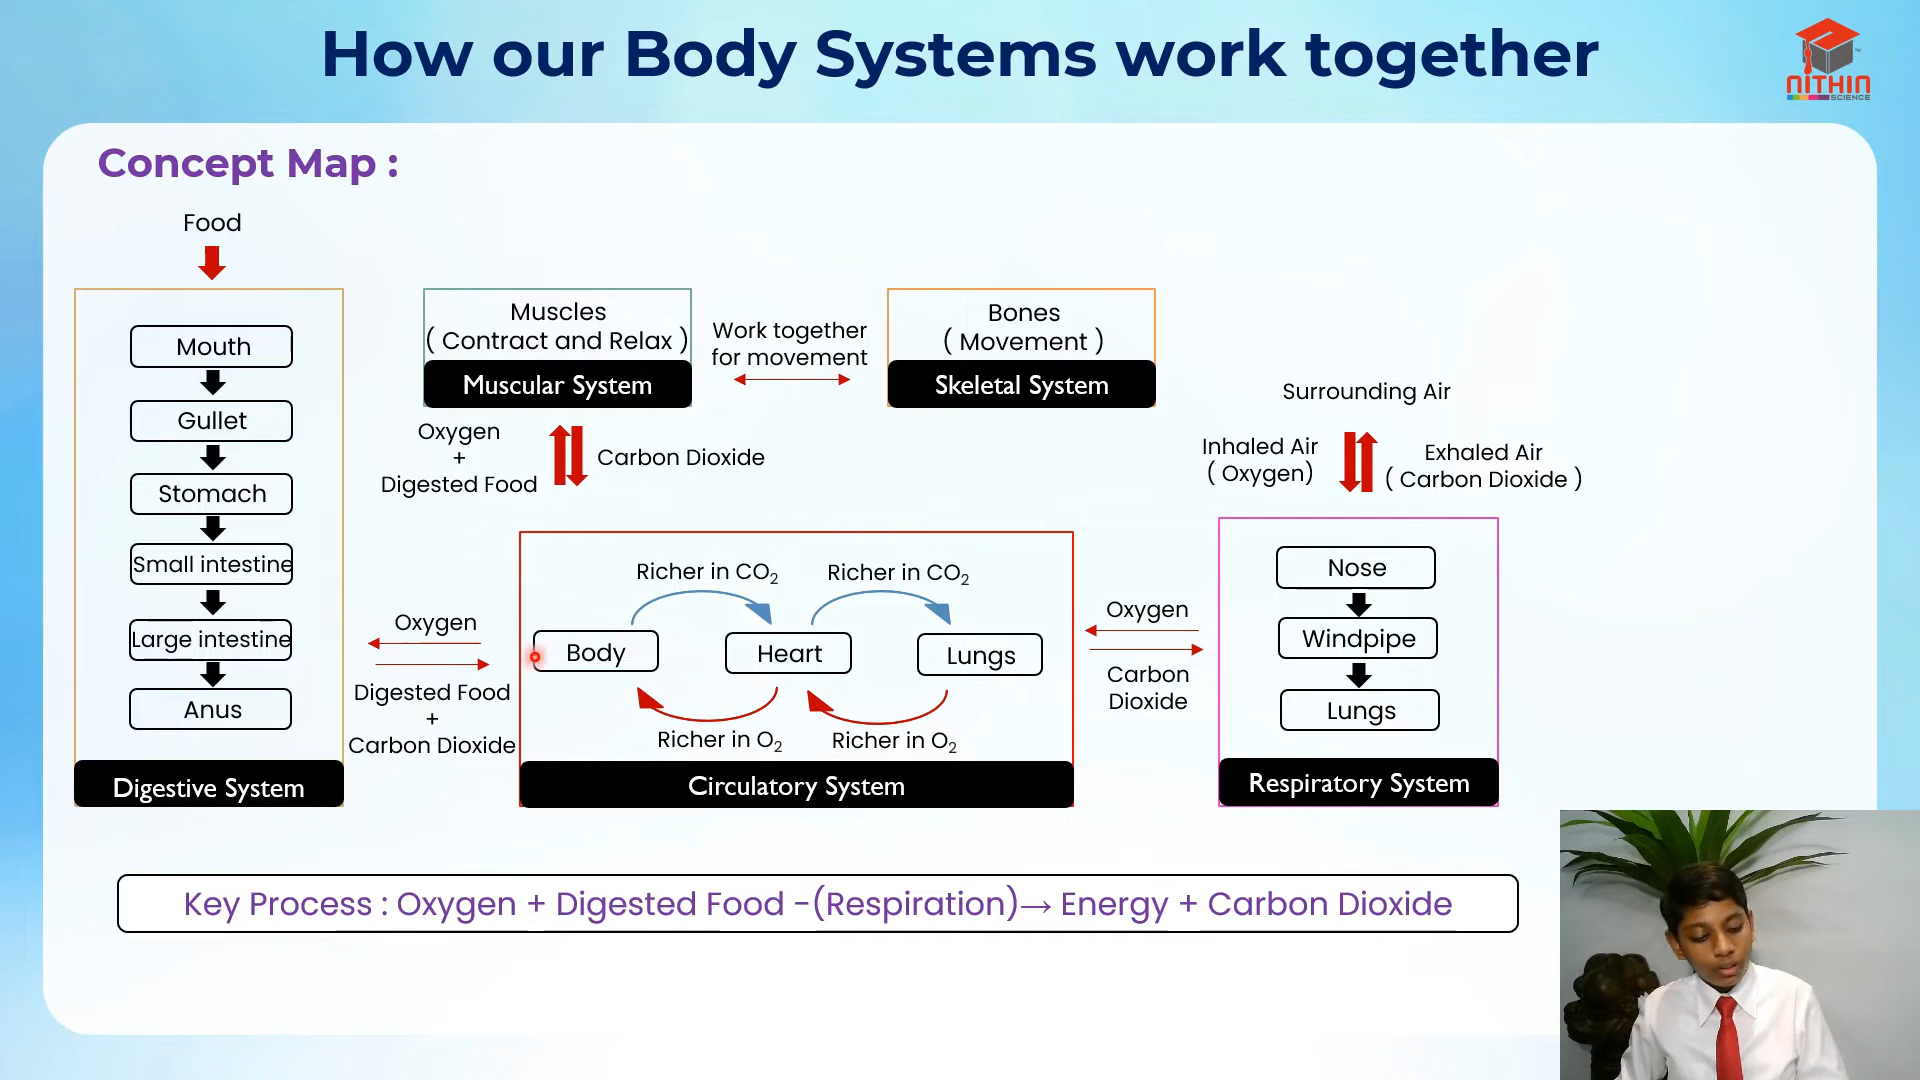 How our Body Systems work together
NITHIN
SCIENCE
Concept Map :
Food
Mouth
Gullet
Stomach
Small intestine
Large intestine
Anus
Digestive System
Muscles
( Contract and Relax )
Muscular System
Work together
for movement
Bones
( Movement )
Skeletal System
Oxygen
+
Digested Food
Carbon Dioxide
Surrounding Air
Inhaled Air
( Oxygen)
Exhaled Air
( Carbon Dioxide )
Oxygen
Digested Food
+
Carbon Dioxide
Richer in CO₂
Richer in CO₂
Body
Heart
Lungs
Richer in O₂
Richer in O₂
Circulatory System
Oxygen
Carbon
Dioxide
Nose
Windpipe
Lungs
Respiratory System
Key Process : Oxygen + Digested Food -(Respiration)→ Energy + Carbon Dioxide